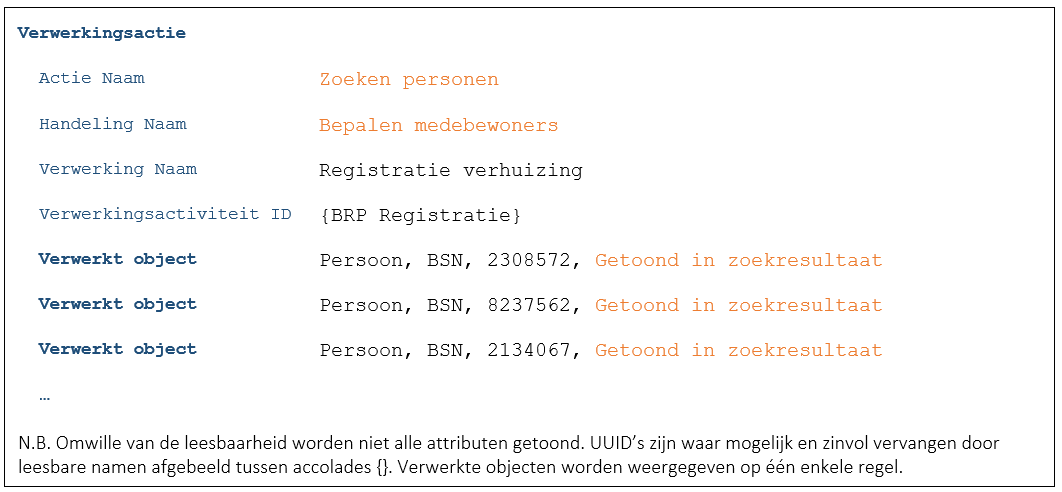 Verwerkingsactie
Actie Naam Zoeken personen
Handeling Naam Bepalen medebewoners
Verwerking Naam Registratie verhuizing
Verwerkingsactiviteit ID {BRP Registratie}
Verwerkt object Persoon, BSN, 2308572, Getoond in zoekresultaat
Verwerkt object Persoon, BSN, 8237562, Getoond in zoekresultaat
Verwerkt object Persoon, BSN, 2134067, Getoond in zoekresultaat
…
N.B. Omwille van de leesbaarheid worden niet alle attributen getoond. UUID’s zijn waar mogelijk en zinvol vervangen door
leesbare namen afgebeeld tussen accolades {}. Verwerkte objecten worden weergegeven op één enkele regel.